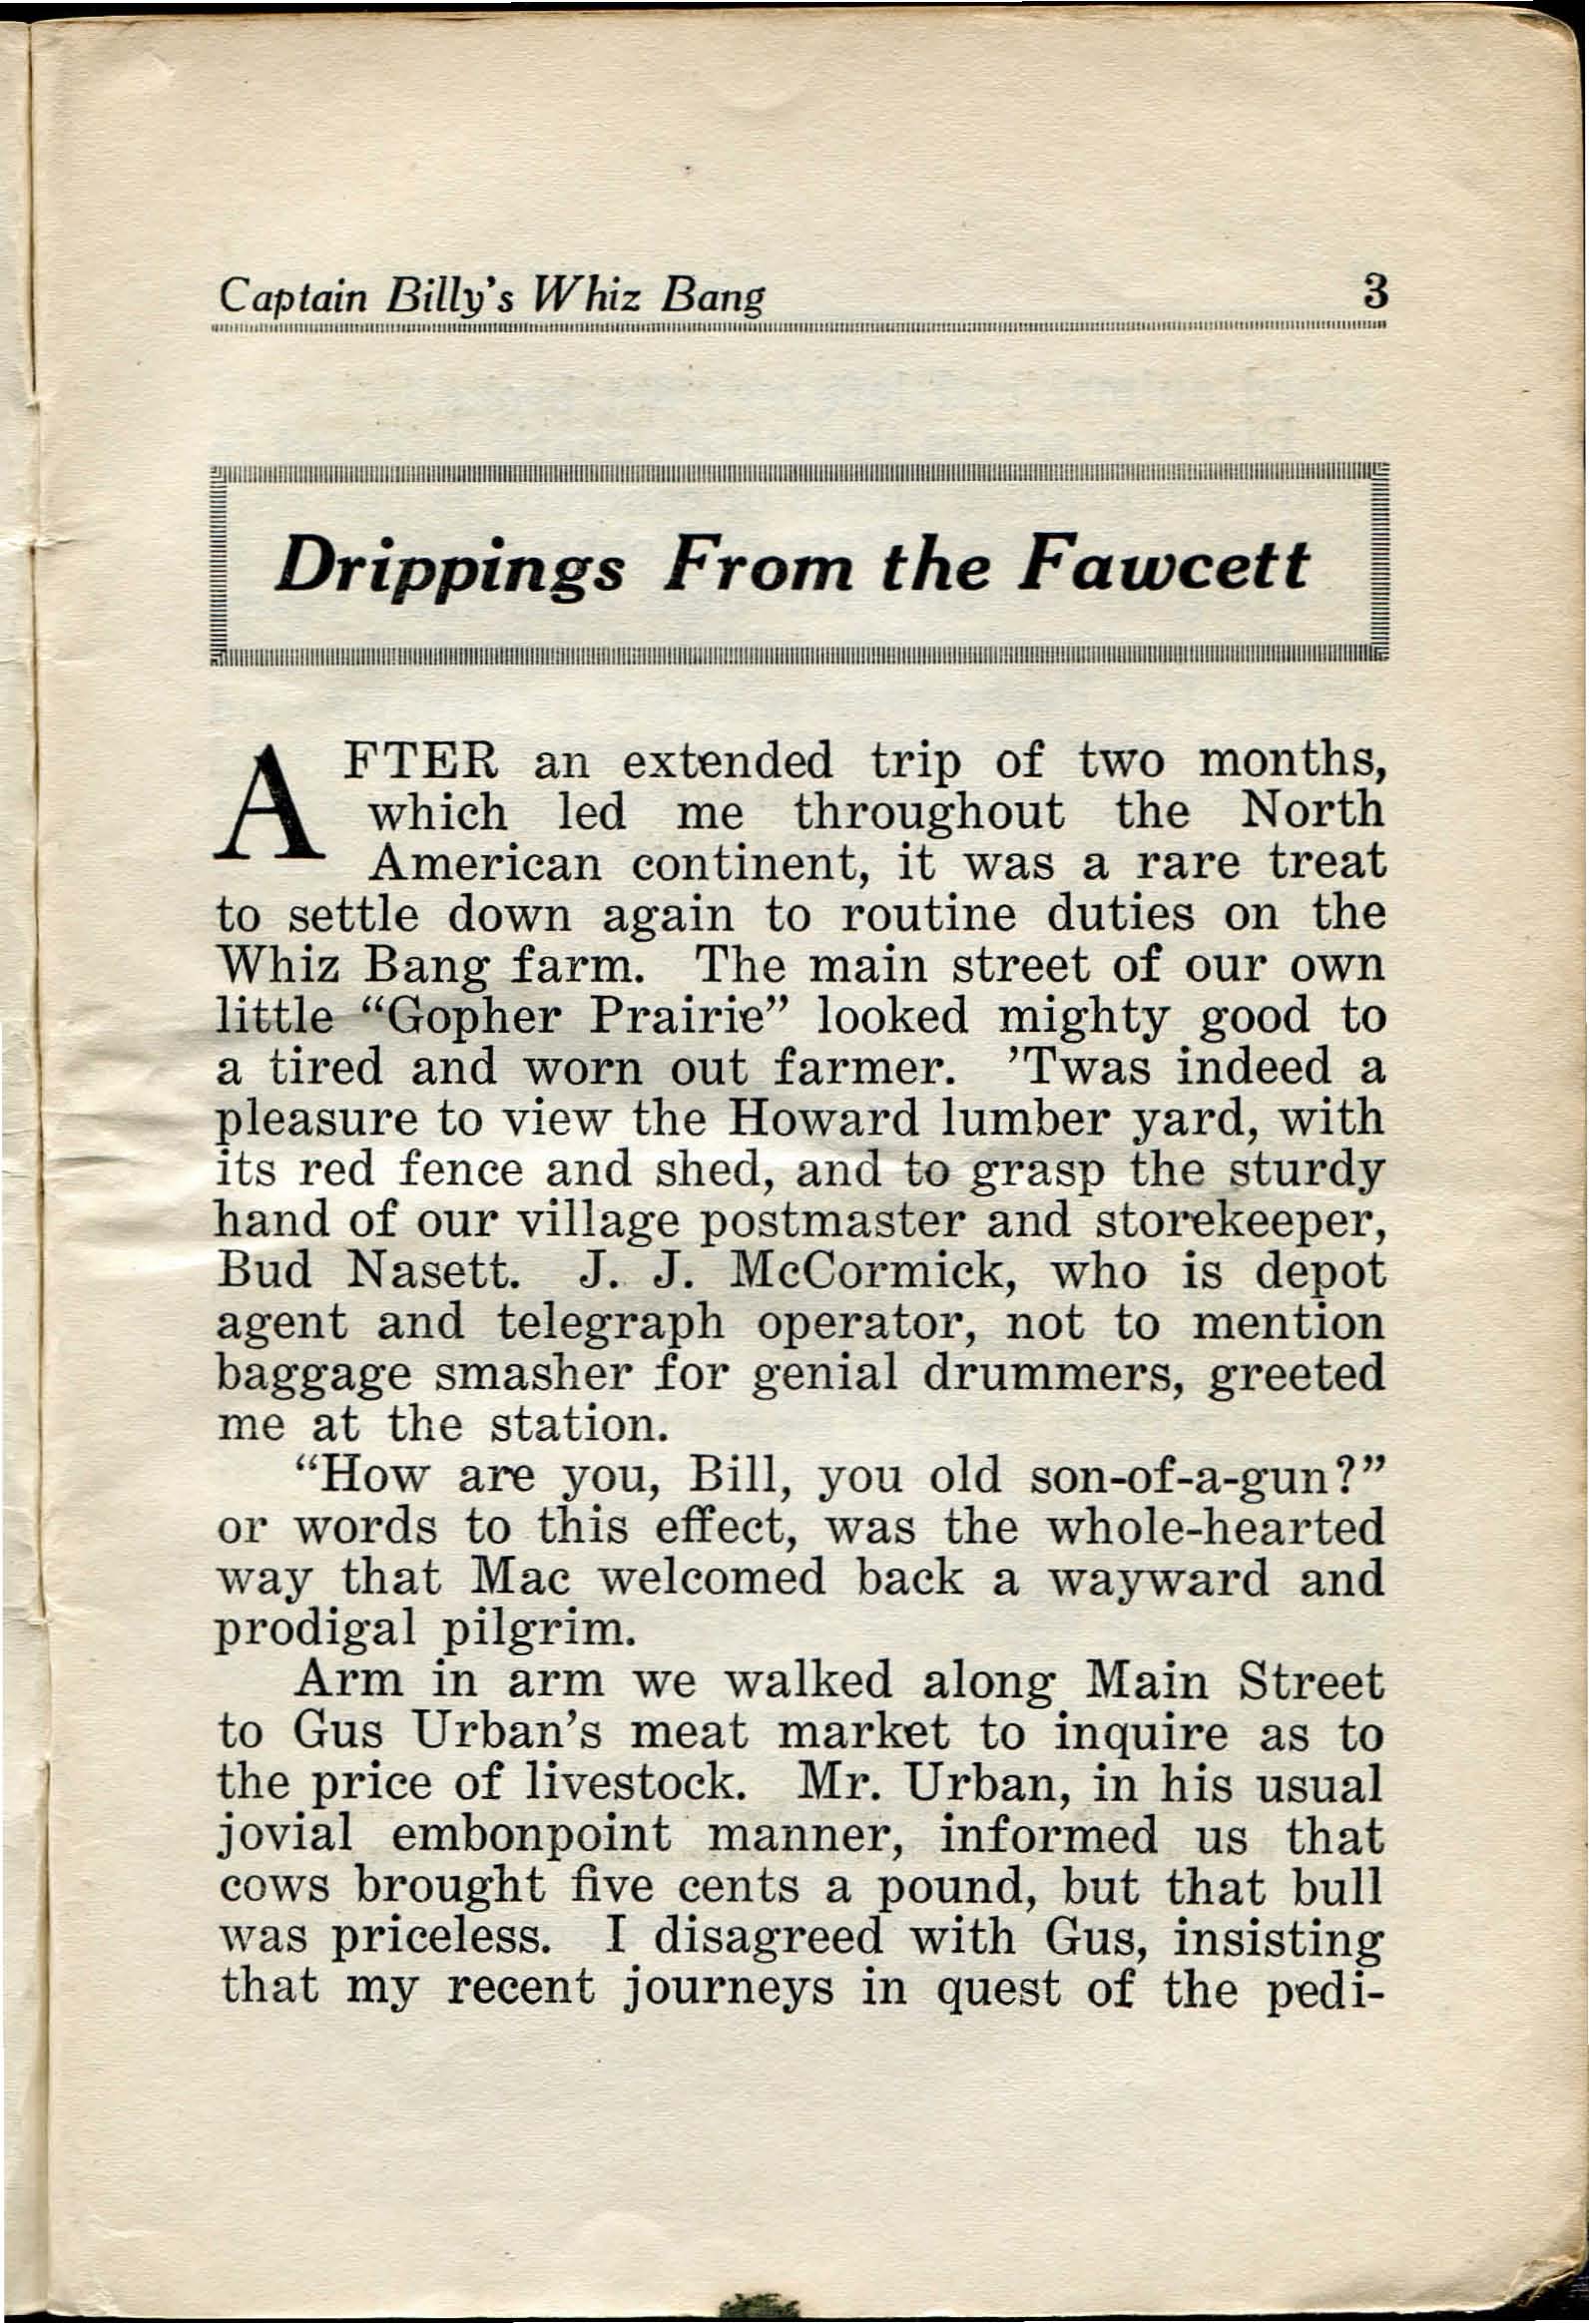 Captain Billy's Whiz Bang 3
Drippings From the Fawcett
AFTER an extended trip of two months,
which led me throughout the North
American continent, it was a rare treat
to settle down again to routine duties on the
Whiz Bang farm. The main street of our own
little “Gopher Prairie” looked mighty good to
a tired and worn out farmer. ’Twas indeed a
pleasure to view the Howard lumber yard, with
its red fence and shed, and to grasp the sturdy
hand of our village postmaster and storekeeper,
Bud Nasett. J. J. McCormick, who is depot
agent and telegraph operator, not to mention
baggage smasher for genial drummers, greeted
me at the station.
“How are you, Bill, you old son-of-a-gun?”
or words to this effect, was the whole-hearted
way that Mac welcomed back a wayward and
prodigal pilgrim.
Arm in arm we walked along Main Street
to Gus Urban’s meat market to inquire as to
the price of livestock. Mr. Urban, in his usual
jovial embonpoint manner, informed us that
cows brought five cents a pound, but that bull
was priceless. I disagreed with Gus, insisting
that my recent journeys in quest of the pedi-